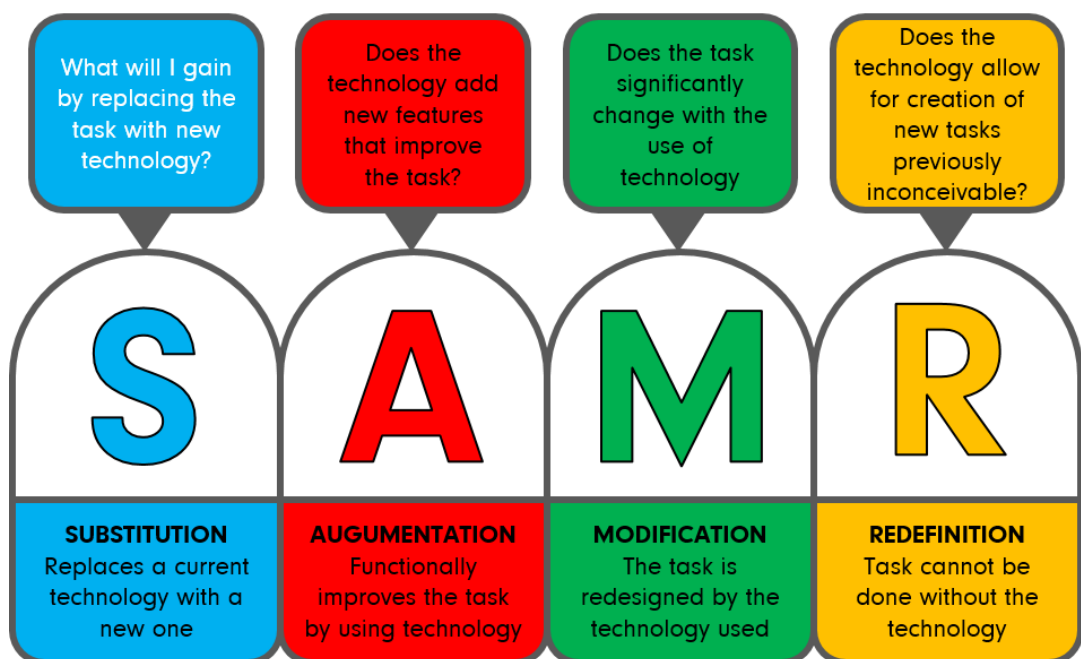 What will I gain
by replacing the
task with new
technology?
Does the
technology add
new features
that improve
the task?
Does the task
significantly
change with the
use of
technology
Does the
technology allow
for creation of
new tasks
previously
inconceivable?
S
A
M
R
SUBSTITUTION
Replaces a current
technology with a
new one
AUGUMENTATION
Functionally
improves the task
by using technology
MODIFICATION
The task is
redesigned by the
technology used
REDEFINITION
Task cannot be
done without the
technology